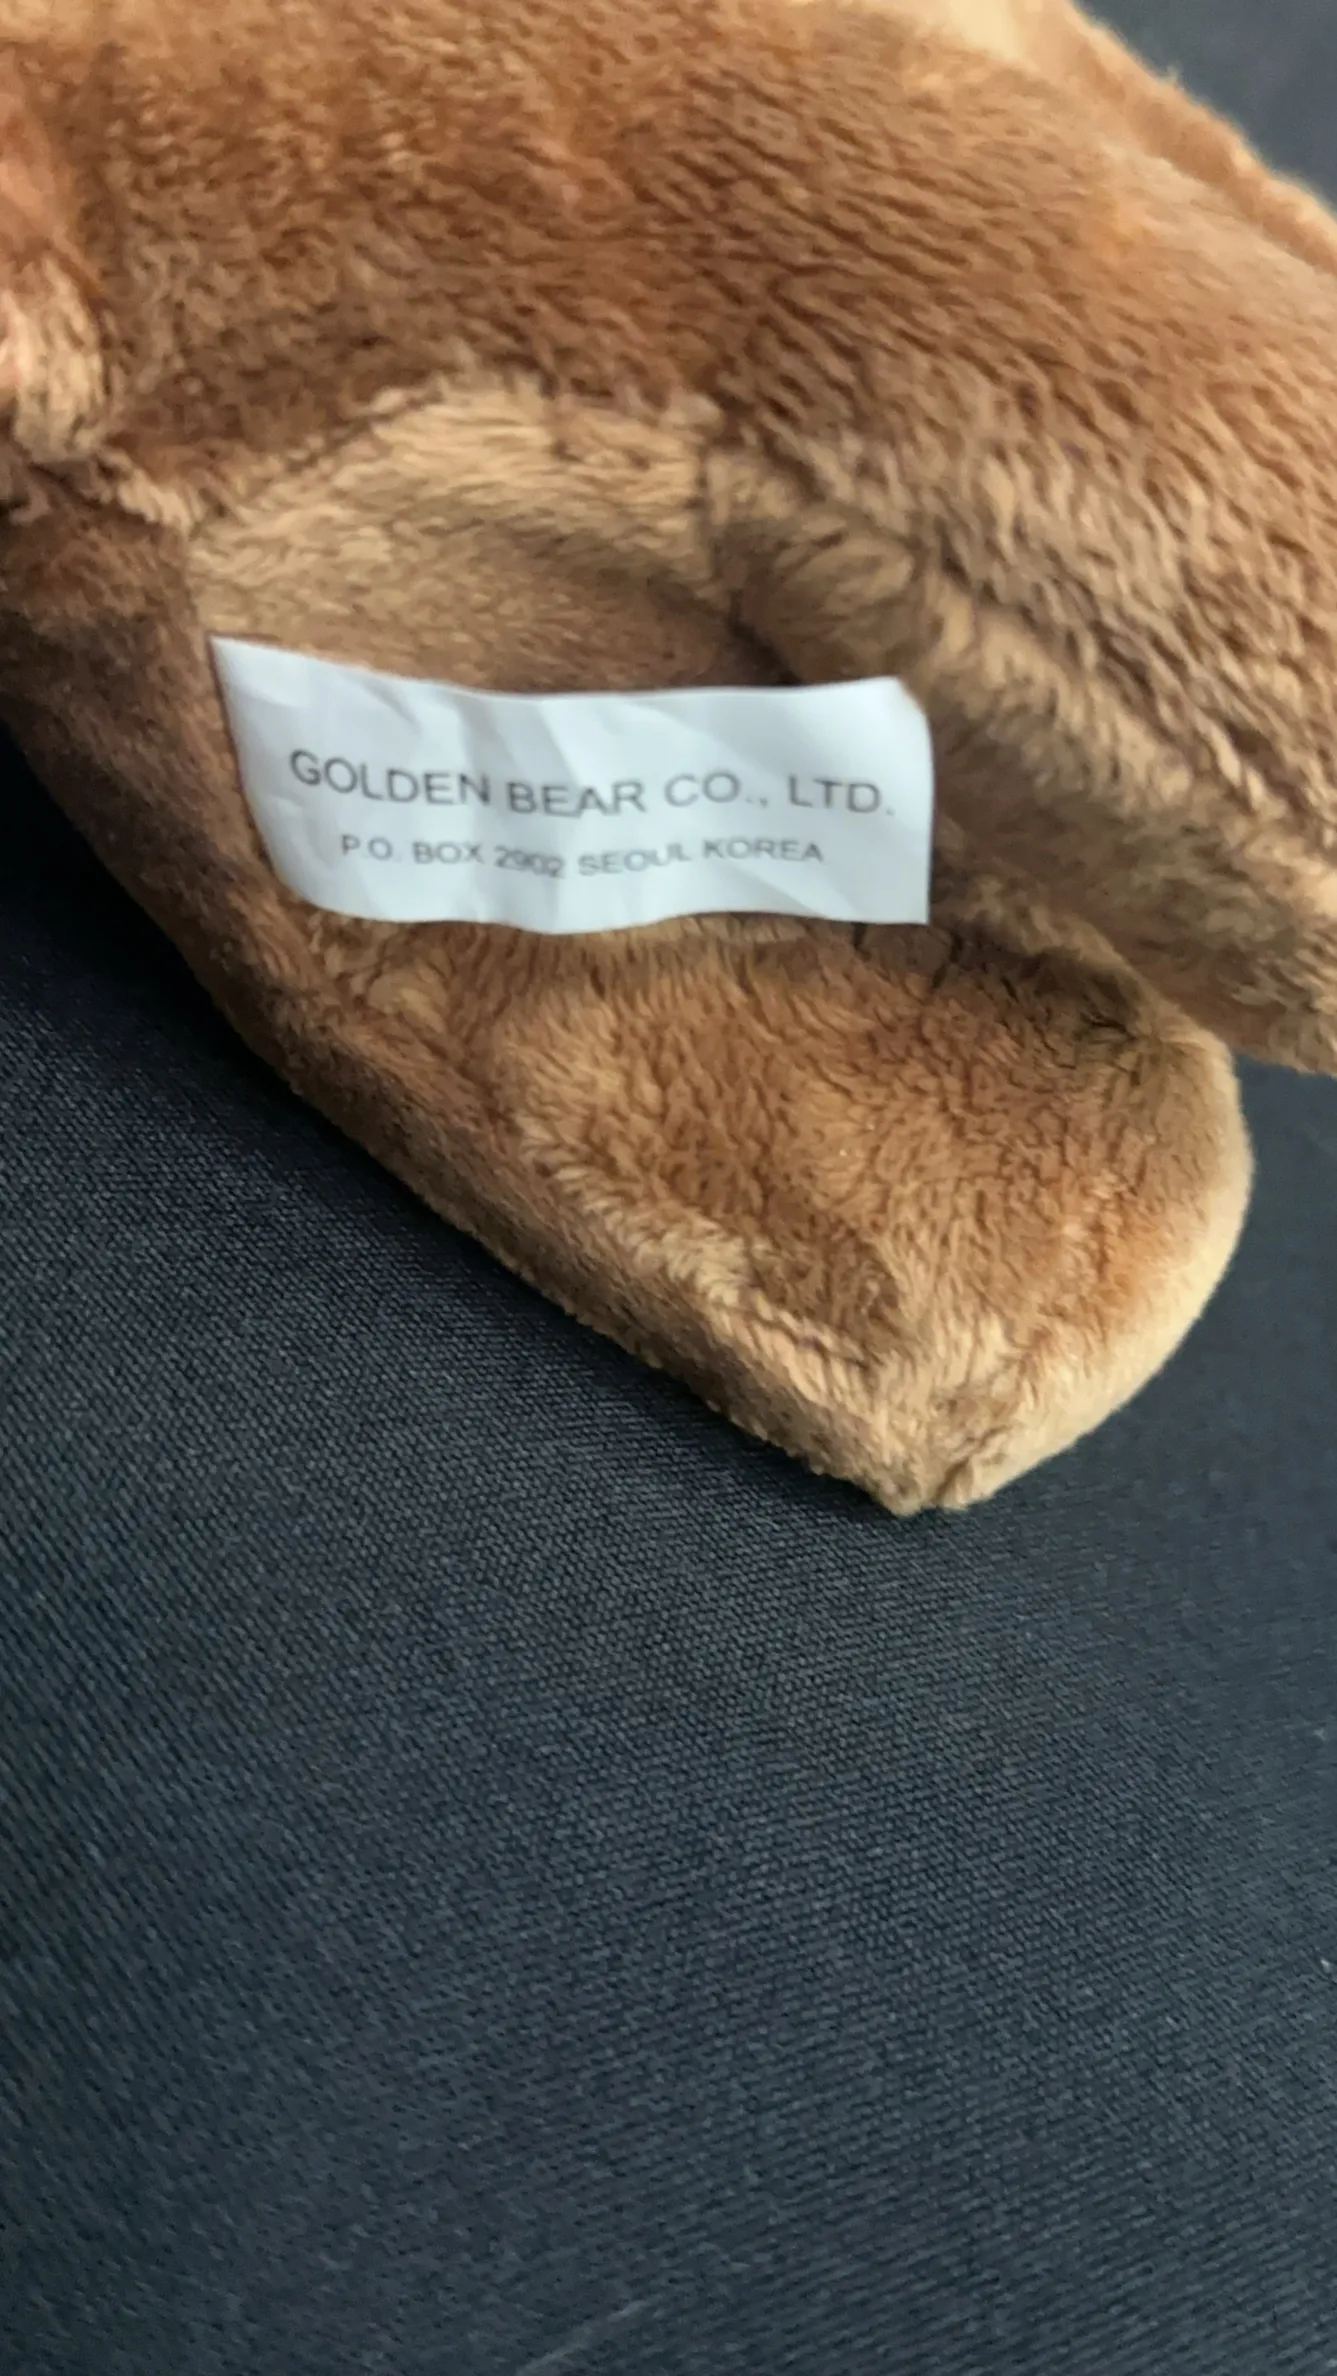 GOLDEN BEAR CO., LTD.
P.O. BOX 2902 SEOUL KOREA